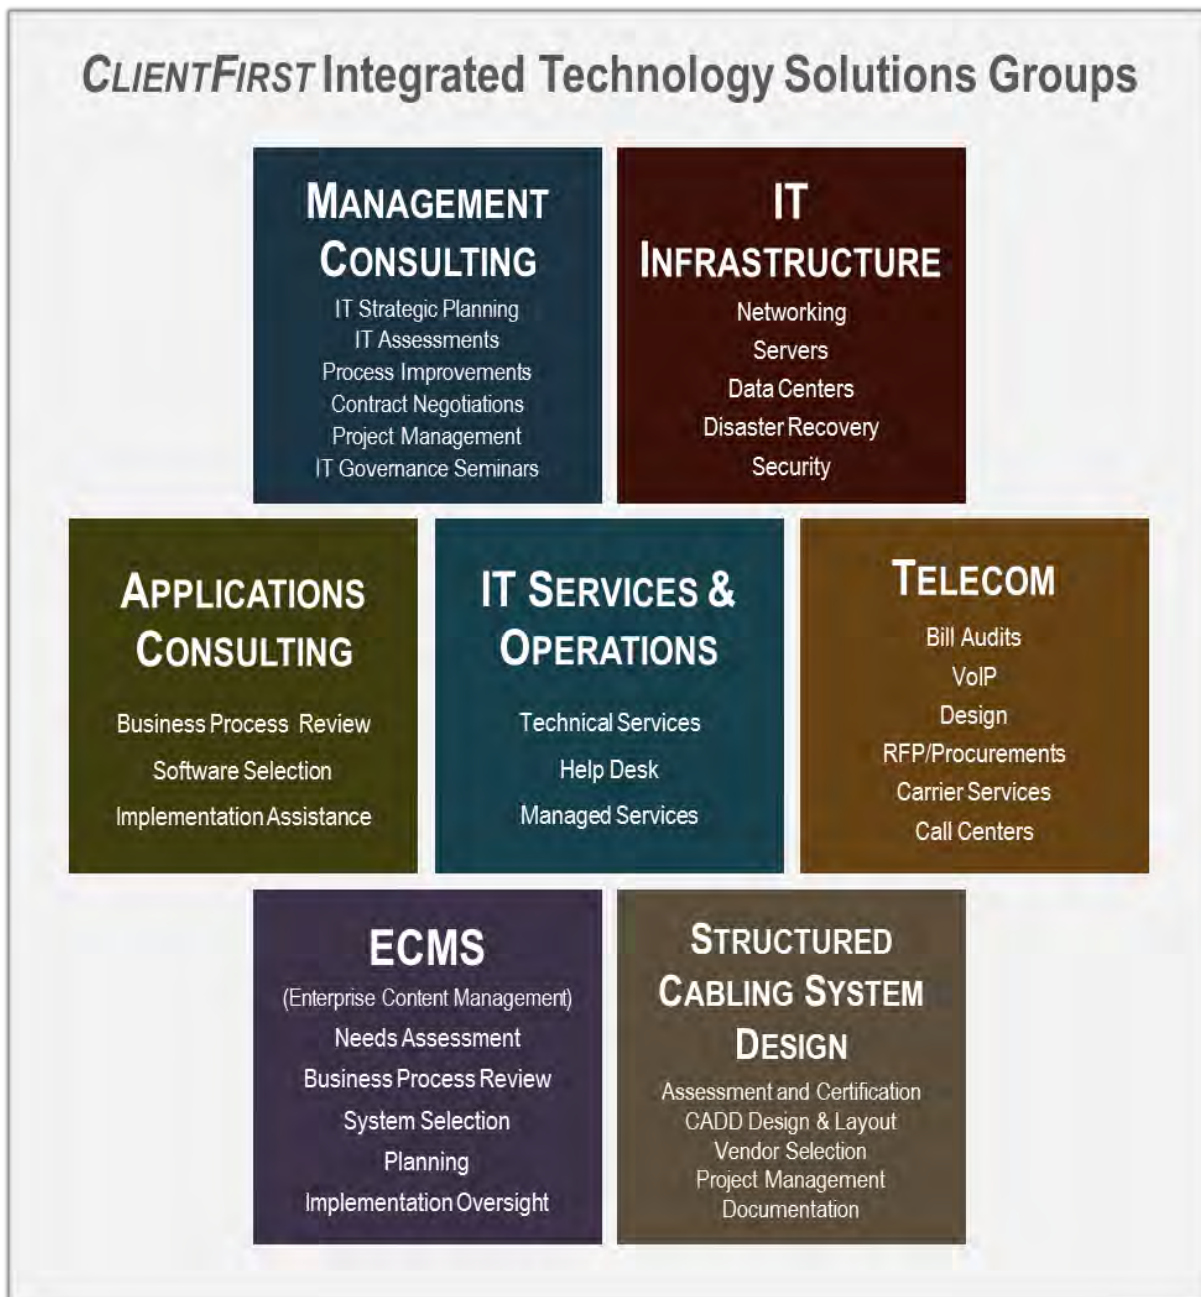 CLIENTFIRST Integrated Technology Solutions Groups
MANAGEMENT
CONSULTING
IT Strategic Planning
IT Assessments
Process Improvements
Contract Negotiations
Project Management
IT Governance Seminars
IT
INFRASTRUCTURE
Networking
Servers
Data Centers
Disaster Recovery
Security
APPLICATIONS
CONSULTING
Business Process Review
Software Selection
Implementation Assistance
IT SERVICES &
OPERATIONS
Technical Services
Help Desk
Managed Services
TELECOM
Bill Audits
VoIP
Design
RFP/Procurements
Carrier Services
Call Centers
ECMS
(Enterprise Content Management)
Needs Assessment
Business Process Review
System Selection
Planning
Implementation Oversight
STRUCTURED
CABLING SYSTEM
DESIGN
Assessment and Certification
CADD Design & Layout
Vendor Selection
Project Management
Documentation